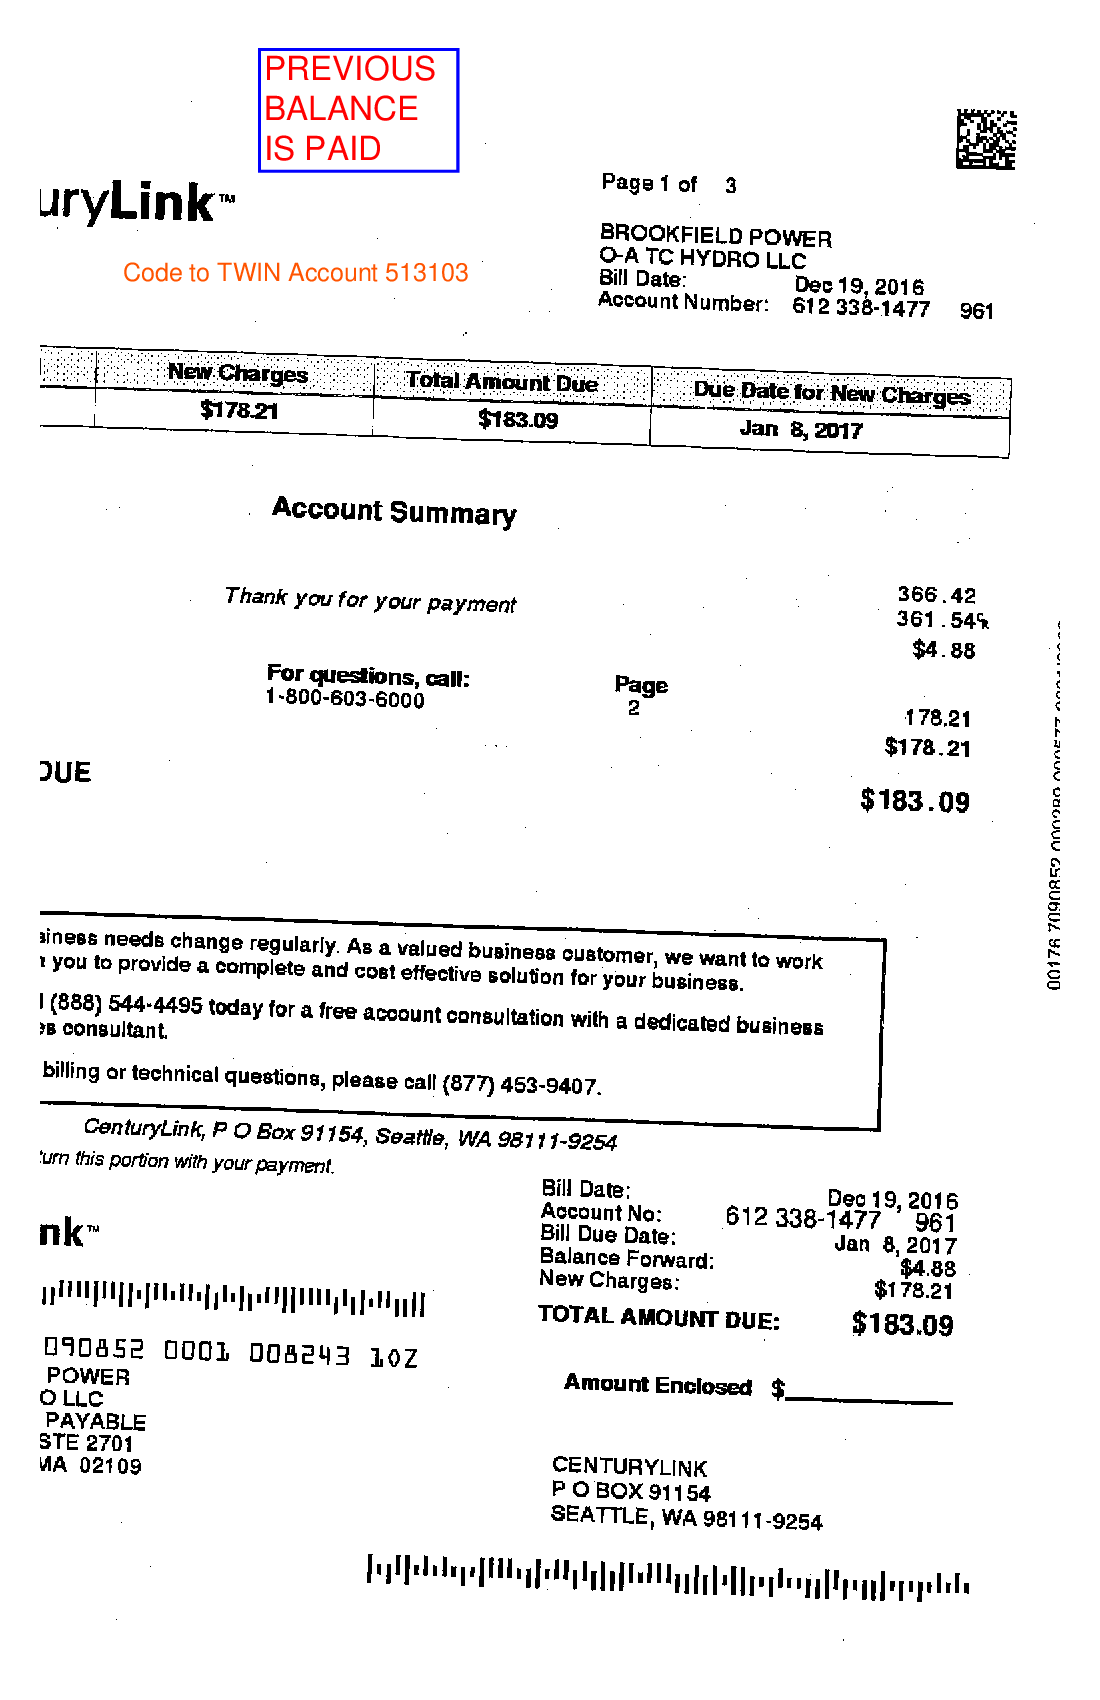 PREVIOUS
BALANCE
IS PAID
uryLink™
Page 1 of 3
BROOKFIELD POWER
O-A TC HYDRO LLC
Code to TWIN Account 513103
Bill Date: Dec 19, 2016
Account Number: 612 338-1477 961
New Charges Total Amount Due Due Date for New Charges
$178.21 $183.09 Jan 8, 2017
Account Summary
366.42
Thank you for your payment 361.54CR
$4.88
For questions, call: Page
1-800-603-6000 2 178.21
$178.21
DUE $183.09
siness needs change regularly. As a valued business customer, we want to work
you to provide a complete and cost effective solution for your business.
(888) 544-4495 today for a free account consultation with a dedicated business
es consultant.
billing or technical questions, please call (877) 453-9407.
CenturyLink, P O Box 91154, Seattle, WA 98111-9254
turn this portion with your payment.
nk™
Bill Date: Dec 19, 2016
Account No: 612 338-1477 961
Bill Due Date: Jan 8, 2017
Balance Forward: $4.88
New Charges: $178.21
TOTAL AMOUNT DUE: $183.09
090852 0001 008243 10Z
POWER
O LLC
PAYABLE
STE 2701
MA 02109
Amount Enclosed $
CENTURYLINK
P O BOX 91154
SEATTLE, WA 98111-9254
00176 7090852